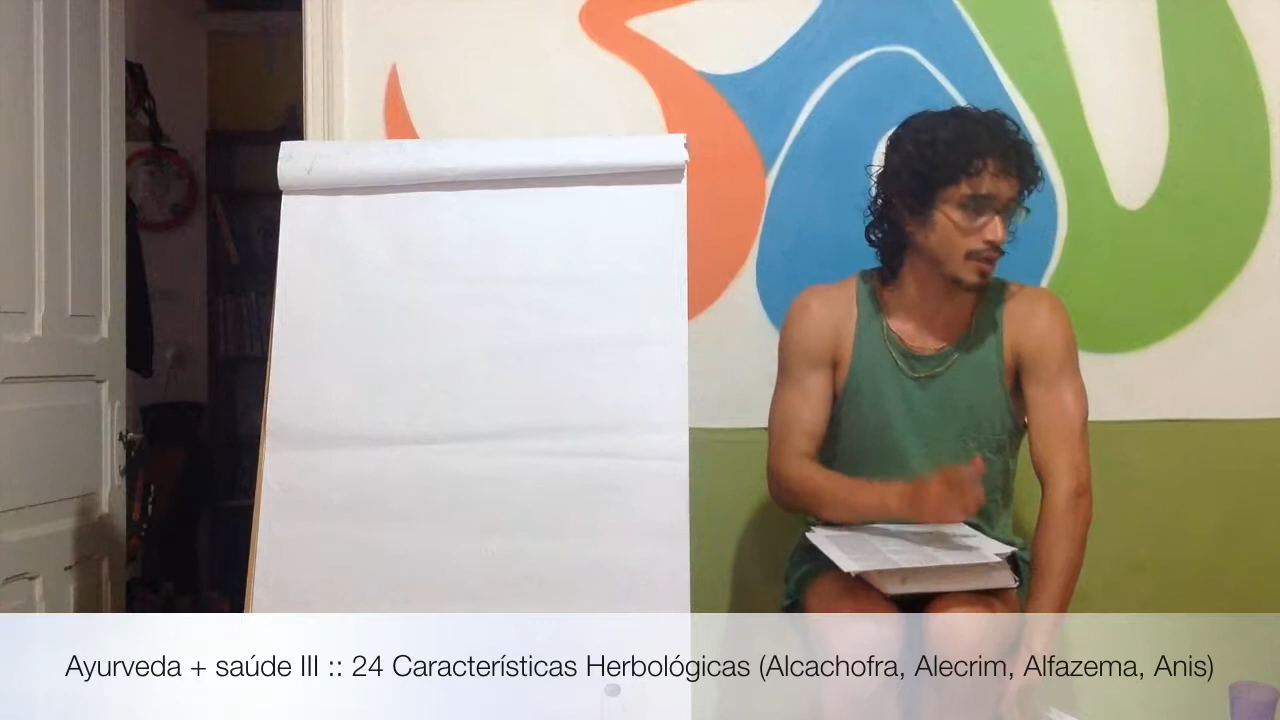 Ayurveda + saúde III :: 24 Características Herbológicas (Alcachofra, Alecrim, Alfazema, Anis)